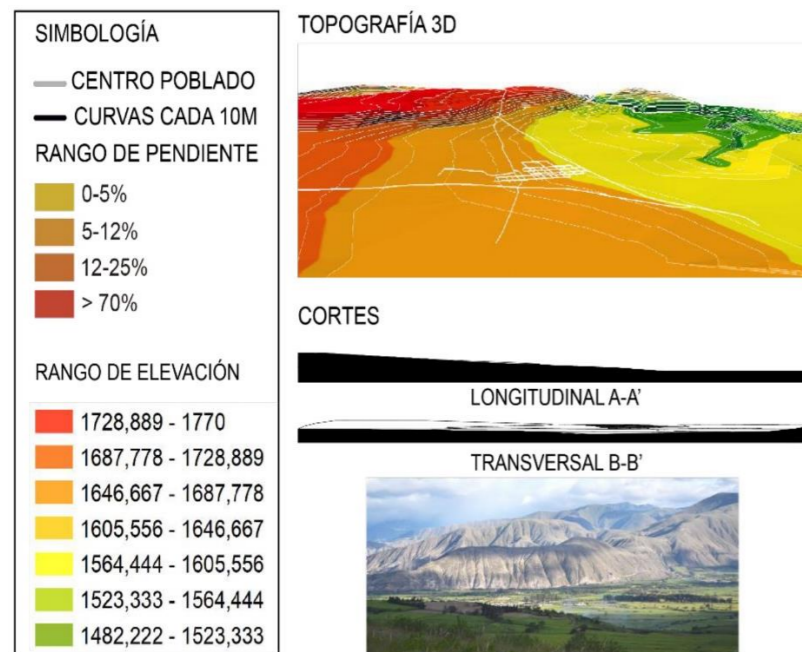 SIMBOLOGÍA
CENTRO POBLADO
CURVAS CADA 10M
RANGO DE PENDIENTE
0-5%
5-12%
12-25%
> 70%
RANGO DE ELEVACIÓN
1728,889 - 1770
1687,778 - 1728,889
1646,667 - 1687,778
1605,556 - 1646,667
1564,444 - 1605,556
1523,333 - 1564,444
1482,222 - 1523,333
TOPOGRAFÍA 3D
CORTES
LONGITUDINAL A-A'
TRANSVERSAL B-B'